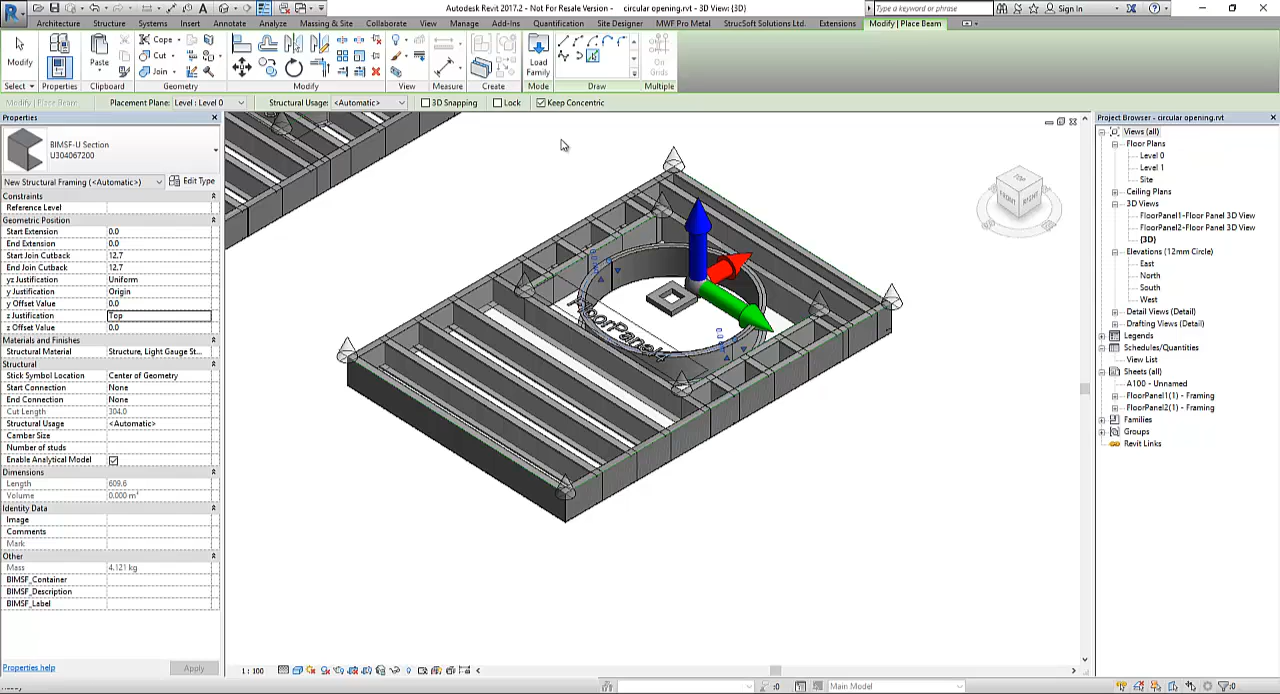 Autodesk Revit 2017.2 - Not For Resale Version - circular opening.rvt - 3D View: {3D}
Type a keyword or phrase
Sign In
Architecture Structure Systems Insert Annotate Analyze Massing & Site Collaborate View Manage Add-Ins Quantification Site Designer MWF Pro Metal StrucSoft Solutions Ltd. Extensions Modify | Place Beam
Modify
Paste
Cope
Cut
Join
Load
Family
On
Grids
Select Properties Clipboard Geometry Modify View Measure Create Mode Draw Multiple
Modify | Place Beam Placement Plane: Level : Level 0 Structural Usage: <Automatic> 3D Snapping Lock Keep Concentric
Properties
BIMSF-U Section
U304067200
New Structural Framing (<Automatic>) Edit Type
Constraints
Reference Level
Geometric Position
Start Extension 0.0
End Extension 0.0
Start Join Cutback 12.7
End Join Cutback 12.7
yz Justification Uniform
y Justification Origin
y Offset Value 0.0
z Justification Top
z Offset Value 0.0
Materials and Finishes
Structural Material Structure, Light Gauge St...
Structural
Stick Symbol Location Center of Geometry
Start Connection None
End Connection None
Cut Length 304.0
Structural Usage <Automatic>
Camber Size
Number of studs
Enable Analytical Model
Dimensions
Length 609.6
Volume 0.000 m³
Identity Data
Image
Comments
Mark
Other
Mass 4.121 kg
BIMSF_Container
BIMSF_Description
BIMSF_Label
Properties help
Apply
TOP
FRONT
RIGHT
Project Browser - circular opening.rvt
Views (all)
Floor Plans
Level 0
Level 1
Site
Ceiling Plans
3D Views
FloorPanel1-Floor Panel 3D View
FloorPanel2-Floor Panel 3D View
{3D}
Elevations (12mm Circle)
East
North
South
West
Detail Views (Detail)
Drafting Views (Detail)
Legends
Schedules/Quantities
View List
Sheets (all)
A100 - Unnamed
FloorPanel1(1) - Framing
FloorPanel2(1) - Framing
Families
Groups
Revit Links
1 : 100
:0
Main Model
:0